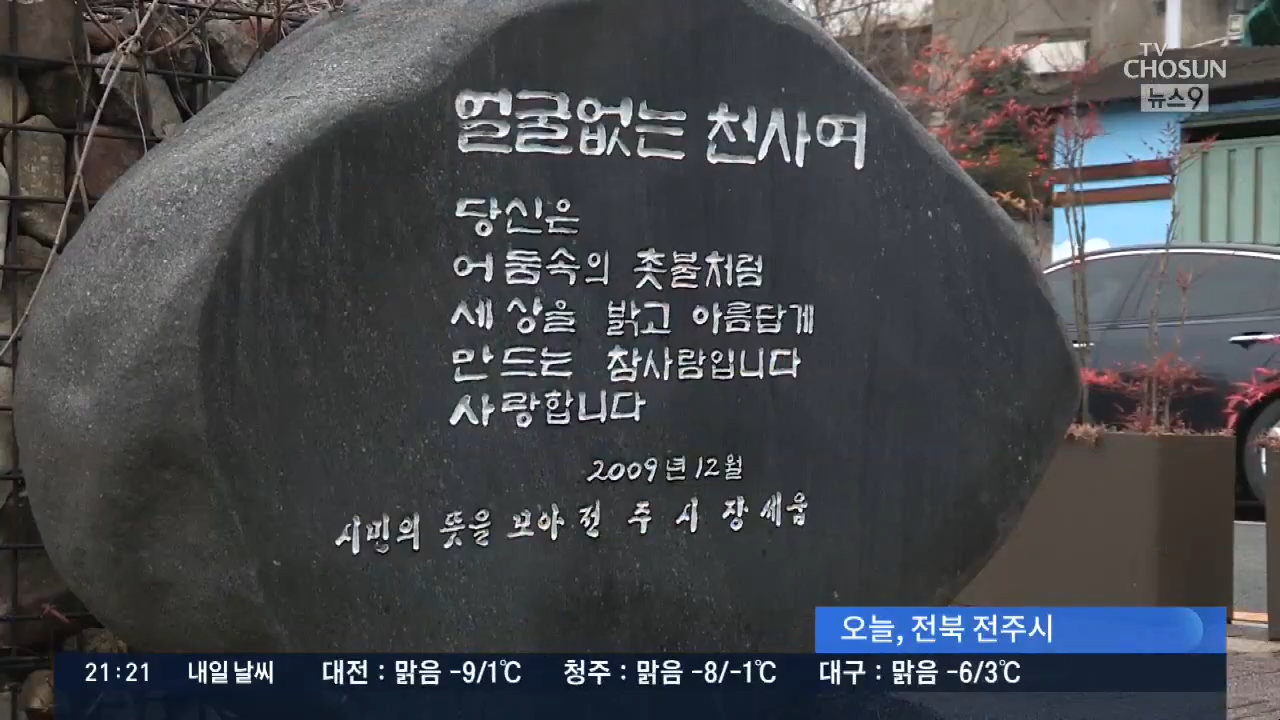 TV
CHOSUN
뉴스9
얼굴없는 천사여
당신은
어둠속의 촛불처럼
세상을 밝고 아름답게
만드는 참사람입니다
사랑합니다
2009년 12월
시민의 뜻을 모아 전주시장 세움
오늘, 전북 전주시
21:21 내일 날씨 대전 : 맑음 -9/1℃ 청주 : 맑음 -8/-1℃ 대구 : 맑음 -6/3℃